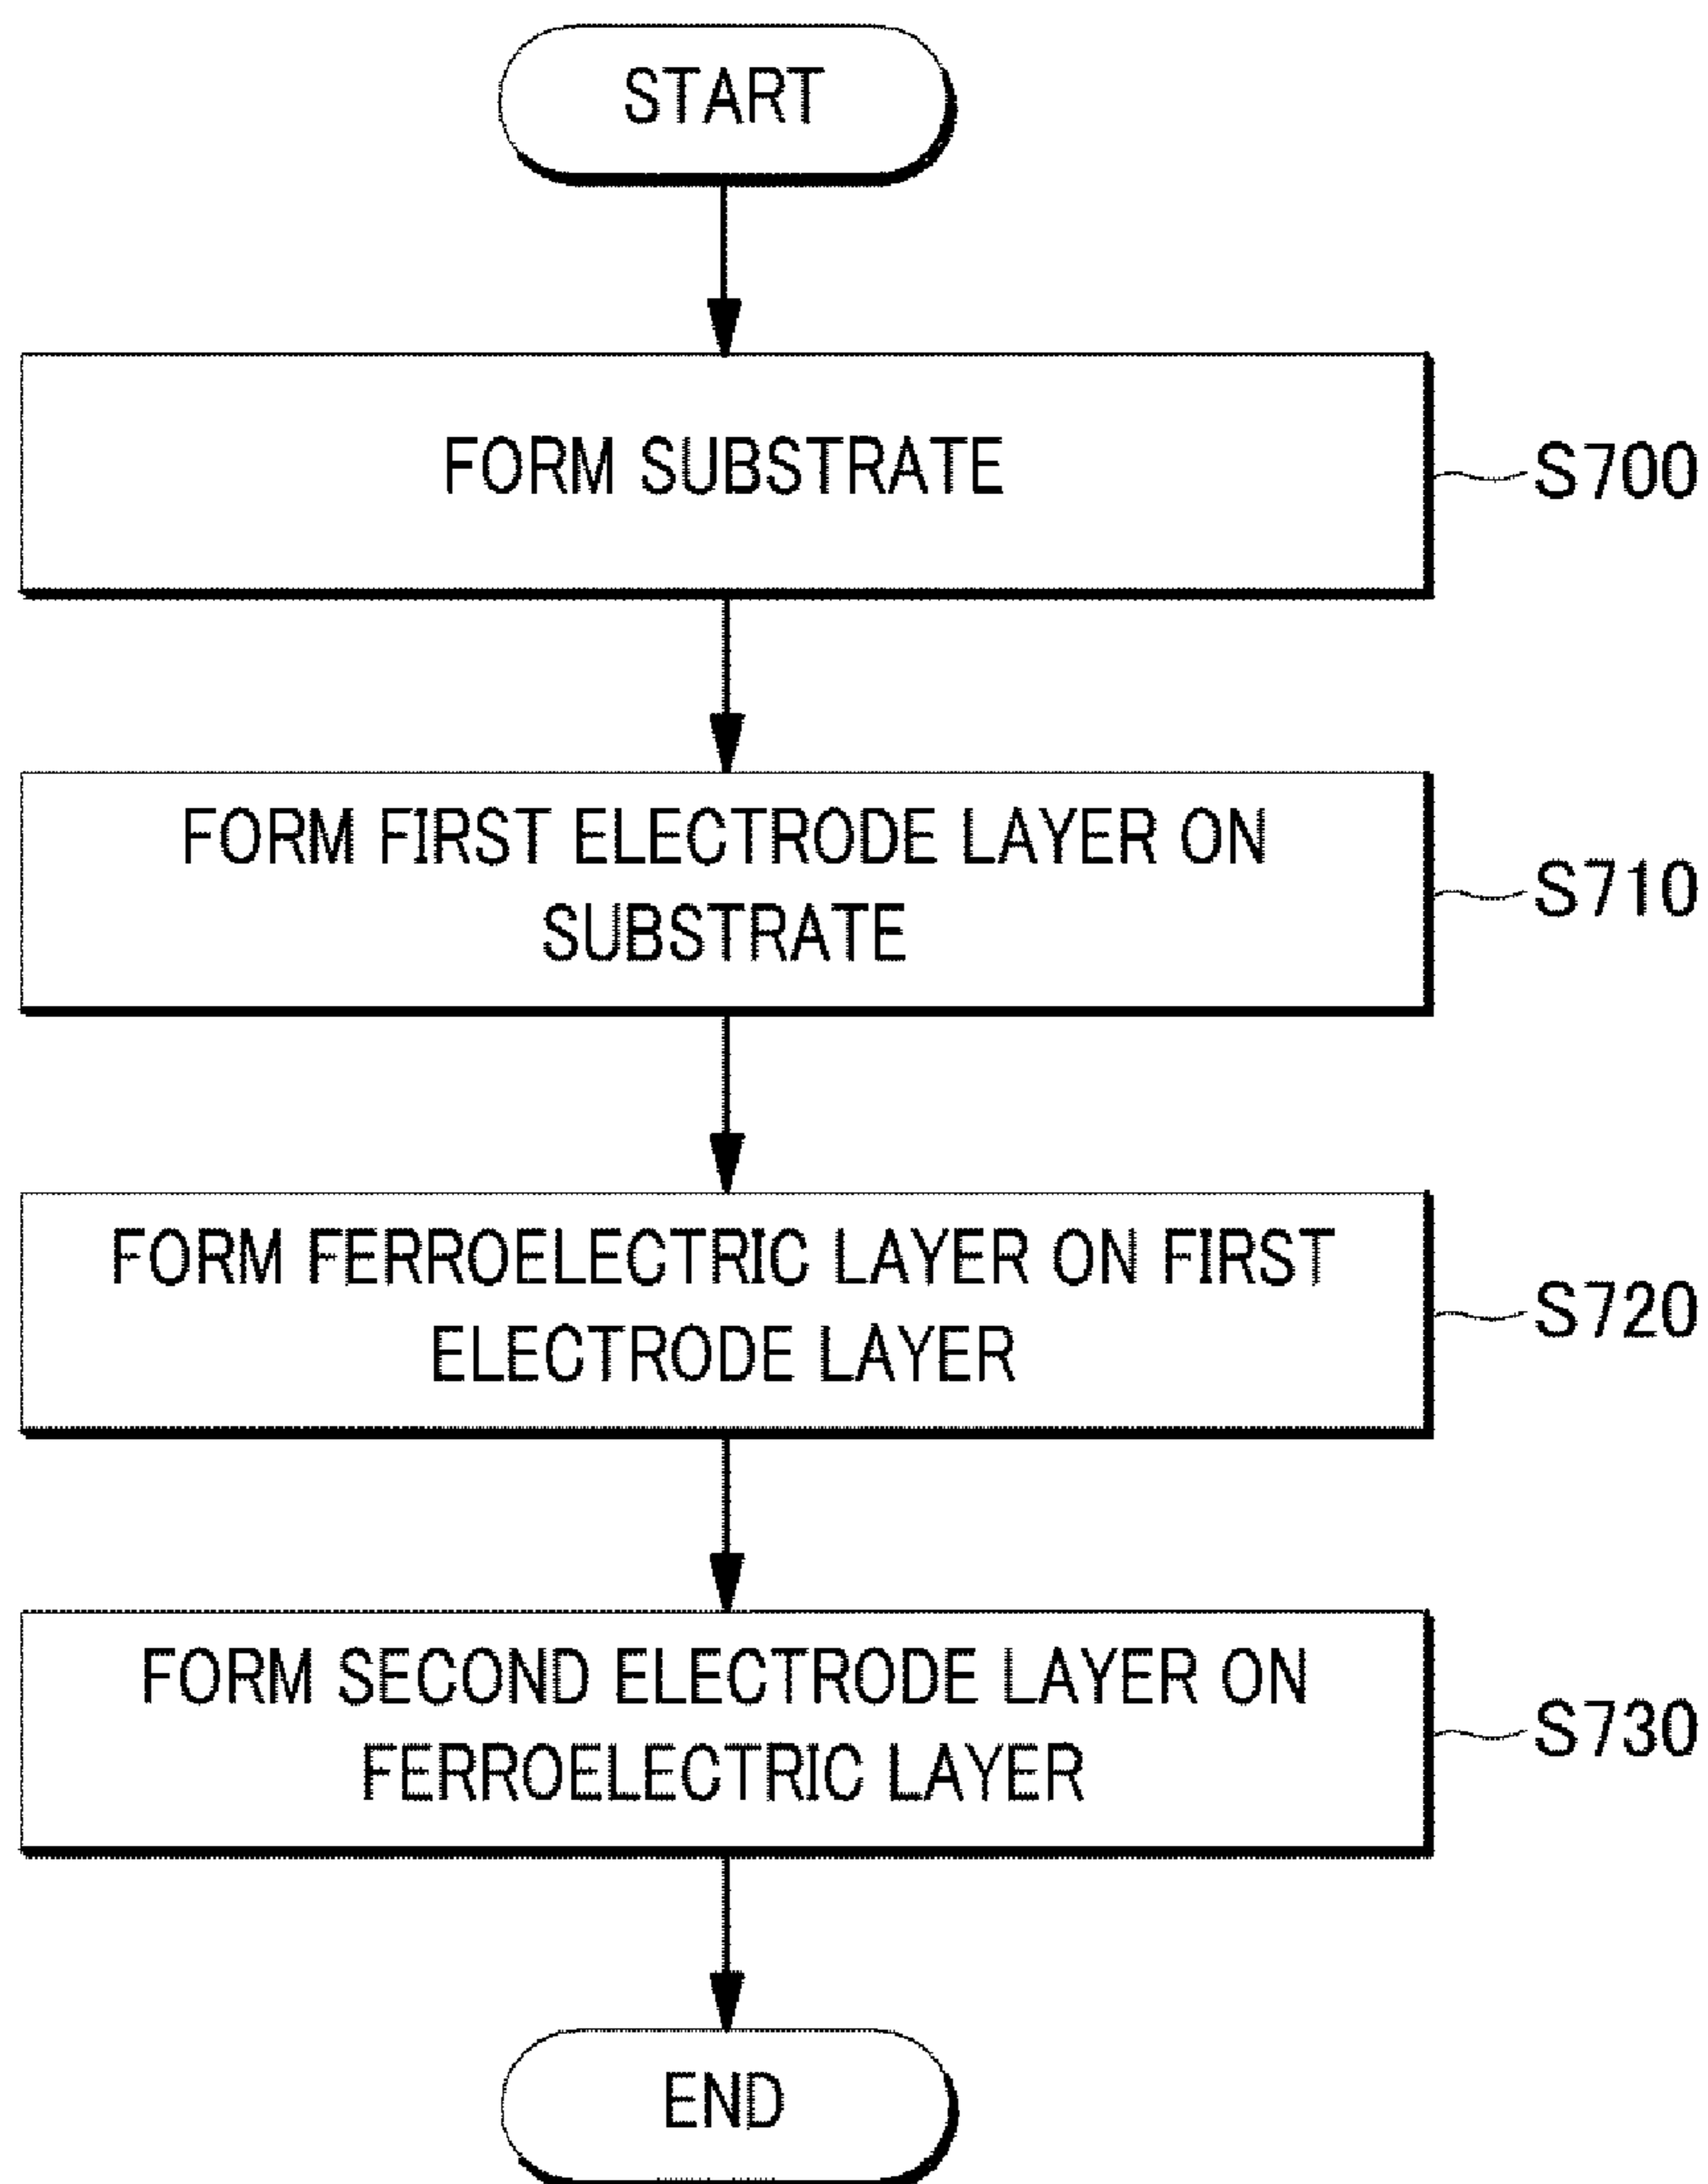 START
FORM SUBSTRATE
S700
FORM FIRST ELECTRODE LAYER ON
SUBSTRATE
S710
FORM FERROELECTRIC LAYER ON FIRST
ELECTRODE LAYER
S720
FORM SECOND ELECTRODE LAYER ON
FERROELECTRIC LAYER
S730
END